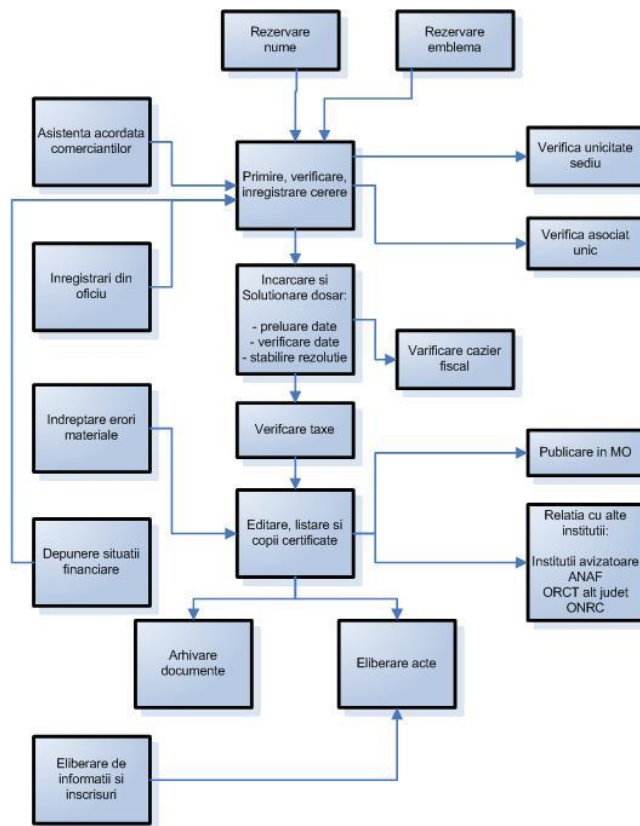 Rezervare
nume
Rezervare
emblema
Asistenta acordata
comerciantilor
Primire, verificare,
inregistrare cerere
Verifica unicitate
sediu
Verifica asociat
unic
Inregistrari din
oficiu
Incarcare si
Solutionare dosar:
- preluare date
- verificare date
- stabilire rezolutie
Varificare cazier
fiscal
Indreptare erori
materiale
Verifcare taxe
Publicare in MO
Editare, listare si
copii certificate
Relatia cu alte
institutii:
Institutii avizatoare
ANAF
ORCT alt judet
ONRC
Depunere situatii
financiare
Arhivare
documente
Eliberare acte
Eliberare de
informatii si
inscrisuri